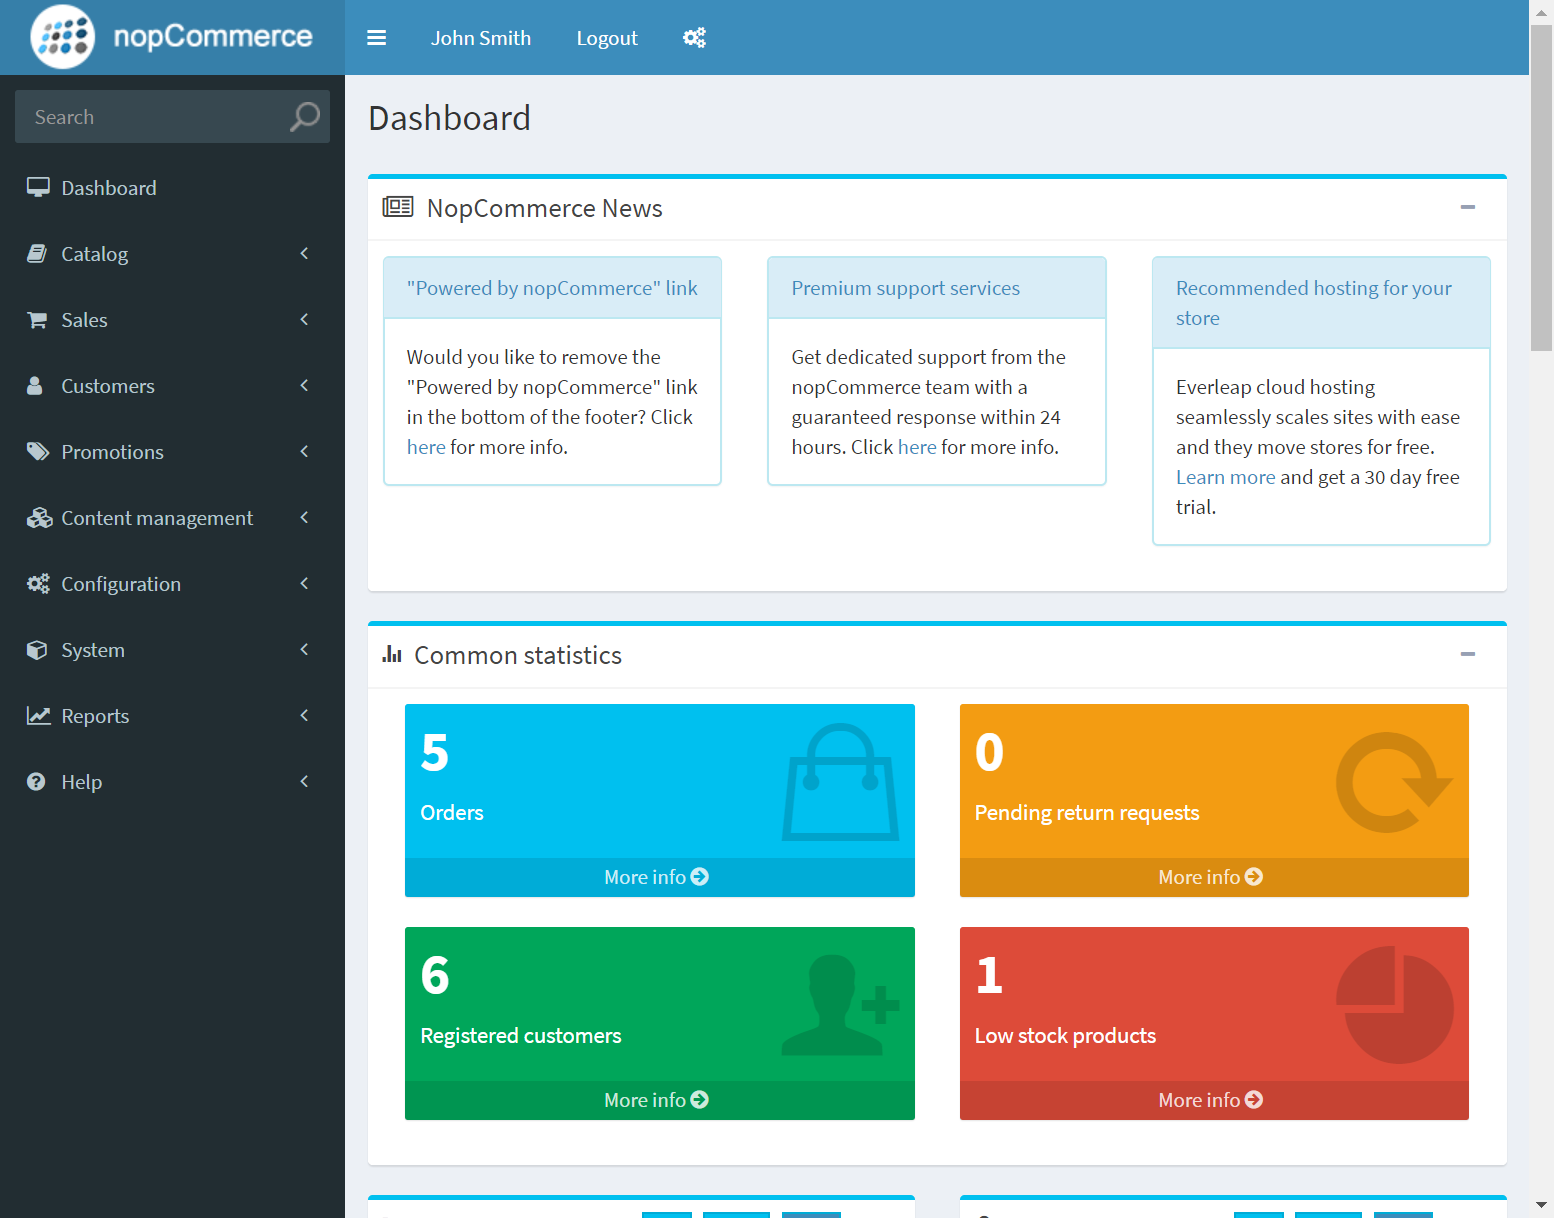 nopCommerce
John Smith
Logout
Search
Dashboard
Catalog
Sales
Customers
Promotions
Content management
Configuration
System
Reports
Help
Dashboard
NopCommerce News
"Powered by nopCommerce" link
Would you like to remove the
"Powered by nopCommerce" link
in the bottom of the footer? Click
here for more info.
Premium support services
Get dedicated support from the
nopCommerce team with a
guaranteed response within 24
hours. Click here for more info.
Recommended hosting for your
store
Everleap cloud hosting
seamlessly scales sites with ease
and they move stores for free.
Learn more and get a 30 day free
trial.
Common statistics
5
Orders
More info
0
Pending return requests
More info
6
Registered customers
More info
1
Low stock products
More info